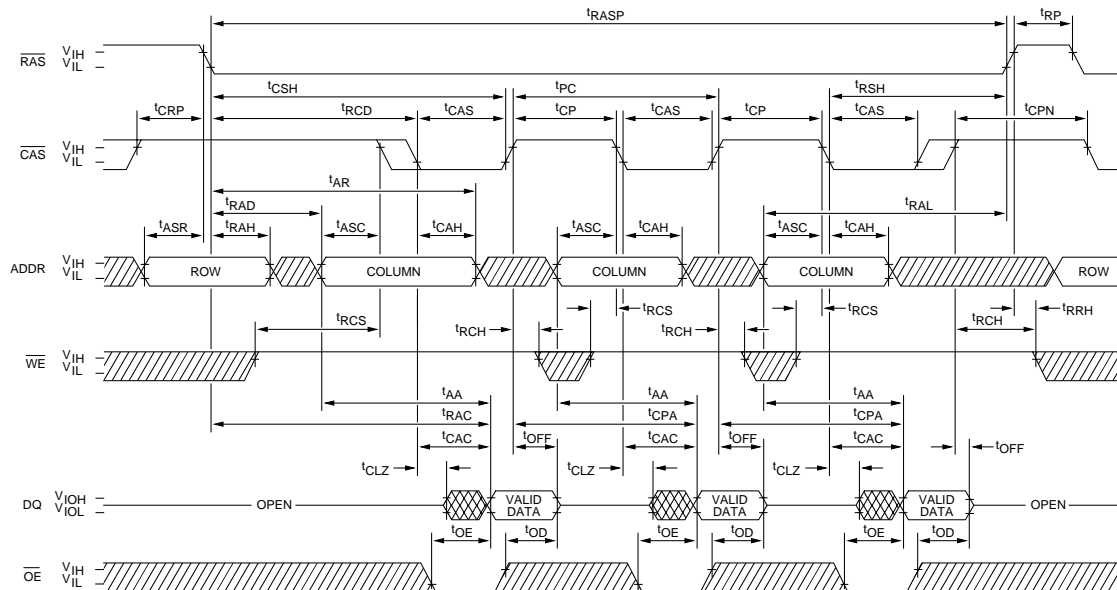 tRASP tRP
RAS VIH
VIL
tCSH tPC tRSH
tCRP tRCD tCAS tCP tCAS tCP tCAS tCPN
CAS VIH
VIL
tAR
tRAD tRAL
tASR tRAH tASC tCAH tASC tCAH tASC tCAH
ADDR VIH
VIL
ROW COLUMN COLUMN COLUMN ROW
tRCS tRCH tRCS tRCH tRCS tRCH tRRH
WE VIH
VIL
tAA tAA tAA
tRAC tCPA tCPA
tCAC tOFF tCAC tOFF tCAC tOFF
tCLZ tCLZ tCLZ
DQ VIOH
VIOL
OPEN VALID DATA VALID DATA VALID DATA OPEN
tOE tOD tOE tOD tOE tOD
OE VIH
VIL